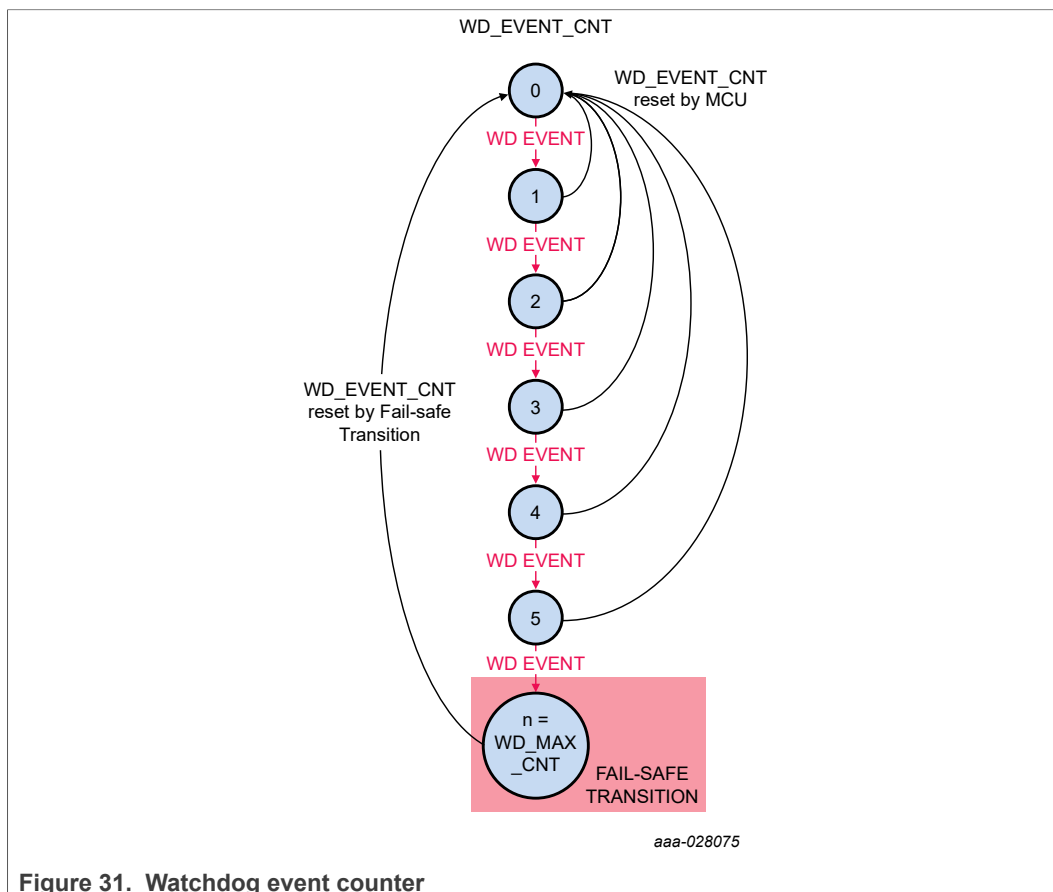 WD_EVENT_CNT
WD_EVENT_CNT
reset by MCU
0
WD EVENT
1
WD EVENT
2
WD EVENT
WD_EVENT_CNT
reset by Fail-safe
Transition
3
WD EVENT
4
WD EVENT
5
WD EVENT
n =
WD_MAX
_CNT
FAIL-SAFE
TRANSITION
aaa-028075
Figure 31. Watchdog event counter